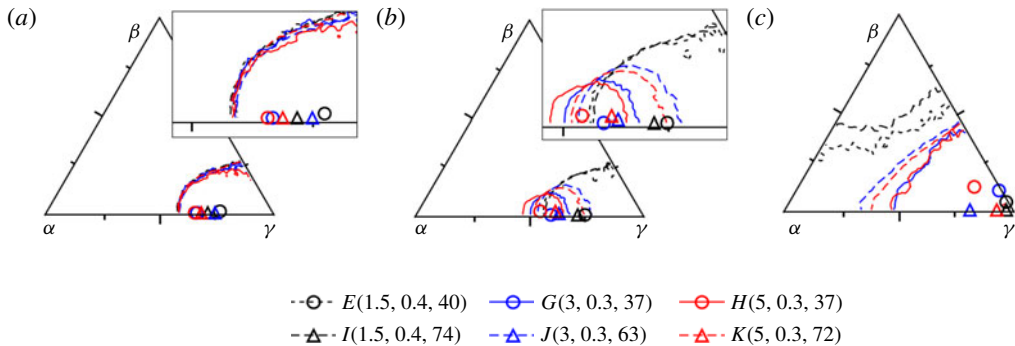 (a)
(b)
(c)
β
β
β
α
γ
α
γ
α
γ
E(1.5, 0.4, 40)
G(3, 0.3, 37)
H(5, 0.3, 37)
I(1.5, 0.4, 74)
J(3, 0.3, 63)
K(5, 0.3, 72)